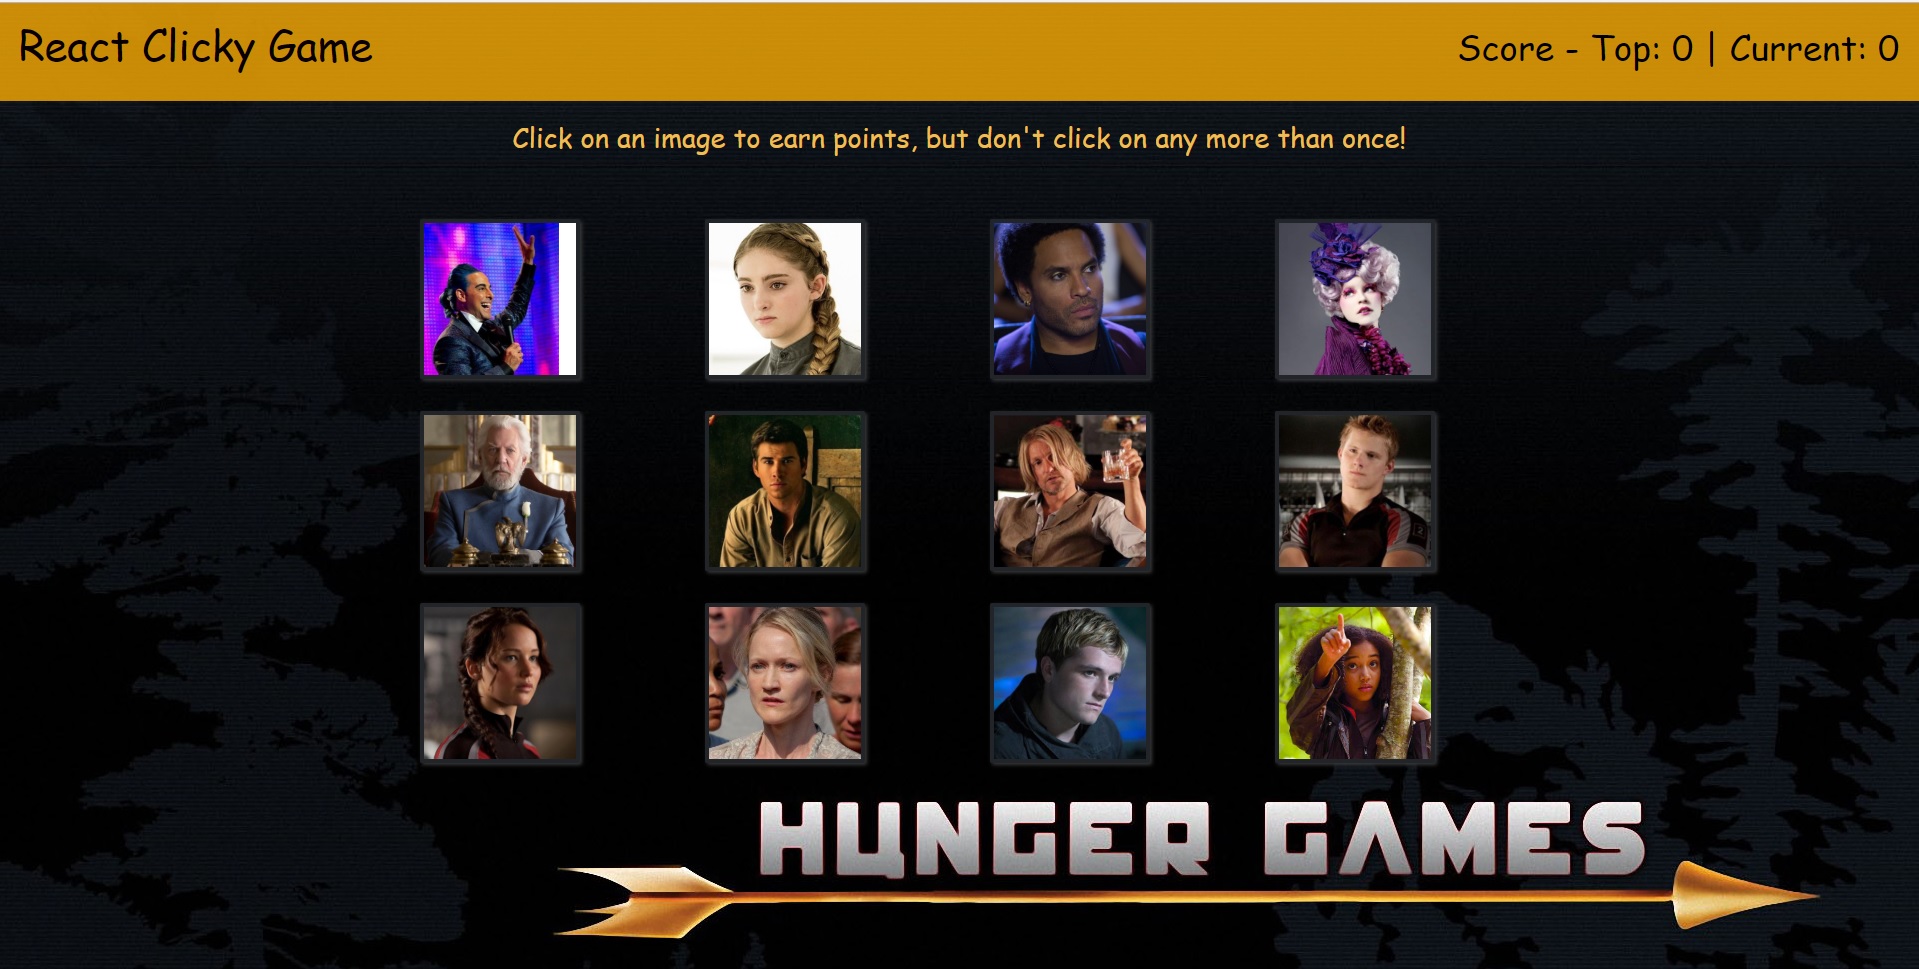 React Clicky Game
Score - Top: 0 | Current: 0
Click on an image to earn points, but don't click on any more than once!
HUNGER GAMES